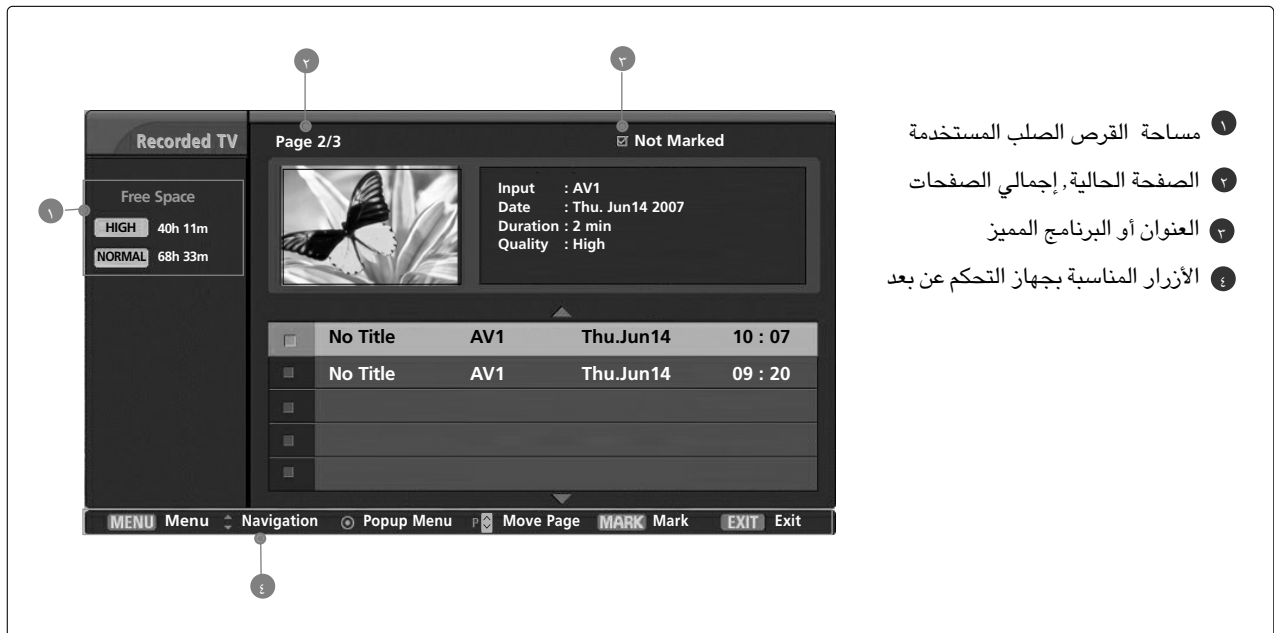 ٢
٣
Recorded TV
Page 2/3
☑ Not Marked
Free Space
١
HIGH 40h 11m
NORMAL 68h 33m
Input : AV1
Date : Thu. Jun14 2007
Duration : 2 min
Quality : High
No Title AV1 Thu.Jun14 10 : 07
No Title AV1 Thu.Jun14 09 : 20
MENU Menu Navigation Popup Menu P Move Page MARK Mark EXIT Exit
٤
١ مساحة القرص الصلب المستخدمة
٢ الصفحة الحالية, إجمالي الصفحات
٣ العنوان أو البرنامج المميز
٤ الأزرار المناسبة بجهاز التحكم عن بعد